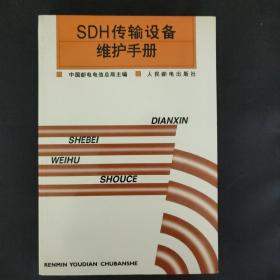 SDH传输设备
维护手册
中国邮电电信总局主编 人民邮电出版社
DIANXIN
SHEBEI
WEIHU
SHOUCE
RENMIN YOUDIAN CHUBANSHE